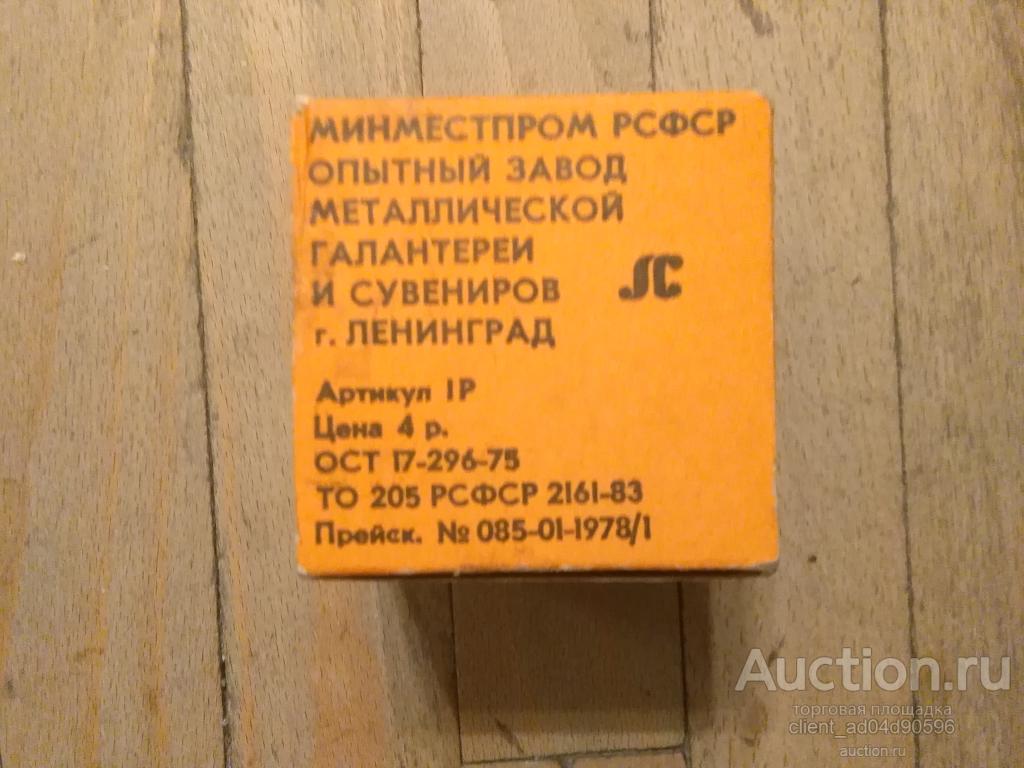 МИНМЕСТПРОМ РСФСР
ОПЫТНЫЙ ЗАВОД
МЕТАЛЛИЧЕСКОЙ
ГАЛАНТЕРЕИ
И СУВЕНИРОВ
г. ЛЕНИНГРАД
Артикул 1Р
Цена 4 р.
ОСТ 17-296-75
ТО 205 РСФСР 2161-83
Прейск. № 085-01-1978/1
Auction.ru
торговая площадка
client_ad04d90596
auction.ru